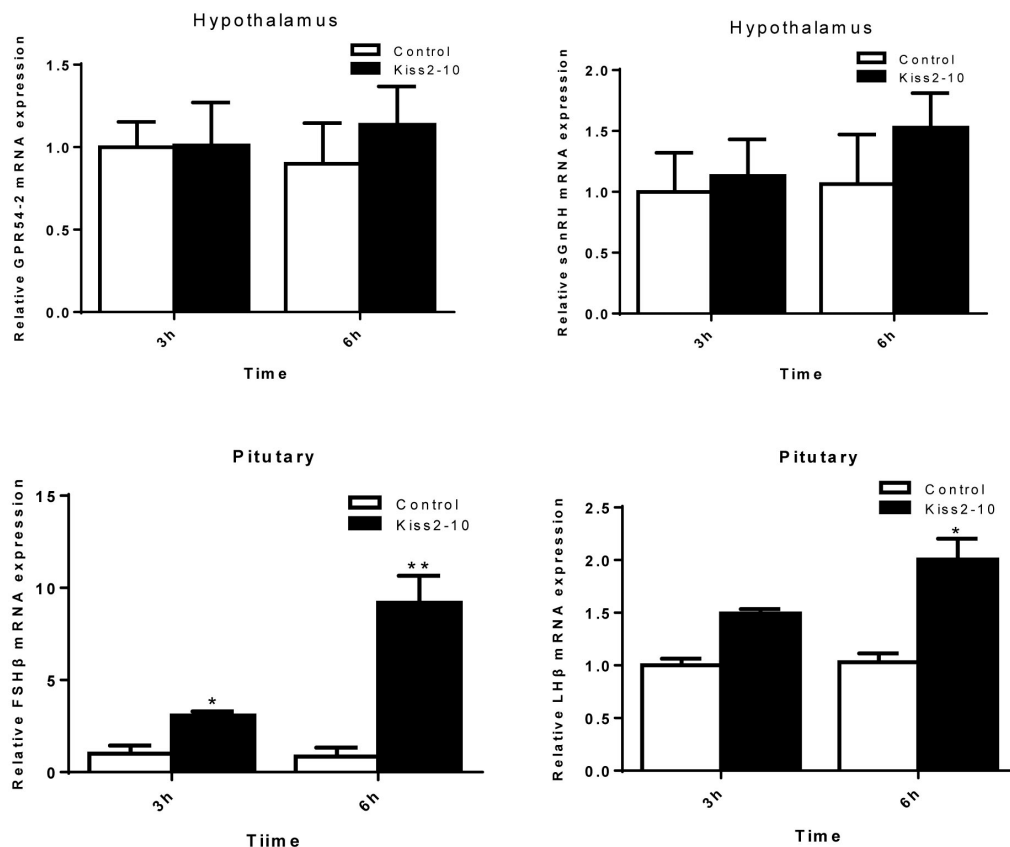 Hypothalamus
Control
Kiss2-10
Relative GPR54-2 mRNA expression
1.5
1.0
0.5
0.0
3h
6h
Time
Hypothalamus
Control
Kiss2-10
Relative sGnRH mRNA expression
2.0
1.5
1.0
0.5
0.0
3h
6h
Time
Pitutary
Control
Kiss2-10
Relative FSHβ mRNA expression
15
10
5
0
*
**
3h
6h
Tiime
Pitutary
Control
Kiss2-10
Relative LHβ mRNA expression
2.5
2.0
1.5
1.0
0.5
0.0
*
3h
6h
Time